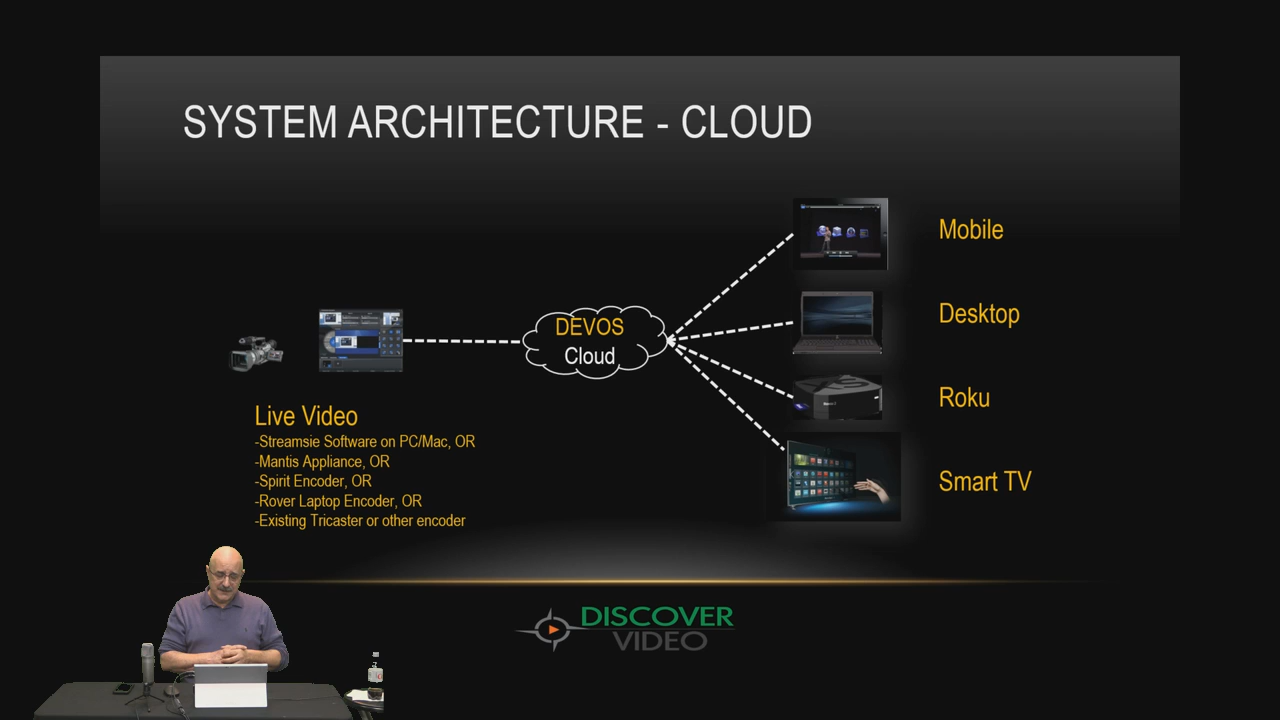 SYSTEM ARCHITECTURE - CLOUD
Mobile
Desktop
Roku
Smart TV
DEVOS
Cloud
Live Video
-Streamsie Software on PC/Mac, OR
-Mantis Appliance, OR
-Spirit Encoder, OR
-Rover Laptop Encoder, OR
-Existing Tricaster or other encoder
DISCOVER
VIDEO